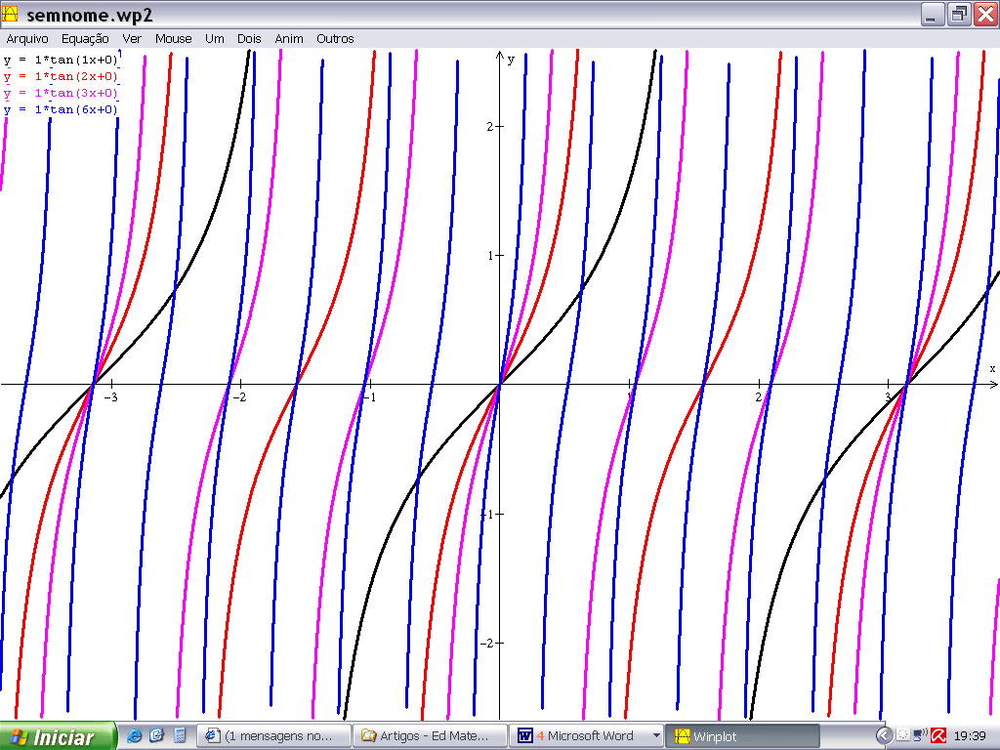 semnome.wp2
Arquivo Equação Ver Mouse Um Dois Anim Outros
y = 1*tan(1x+0)
y = 1*tan(2x+0)
y = 1*tan(3x+0)
y = 1*tan(6x+0)
y
2
1
x
-3 -2 -1 1 2 3
-1
-2
Iniciar (1 mensagens no... Artigos - Ed Mate... 4 Microsoft Word Winplot 19:39